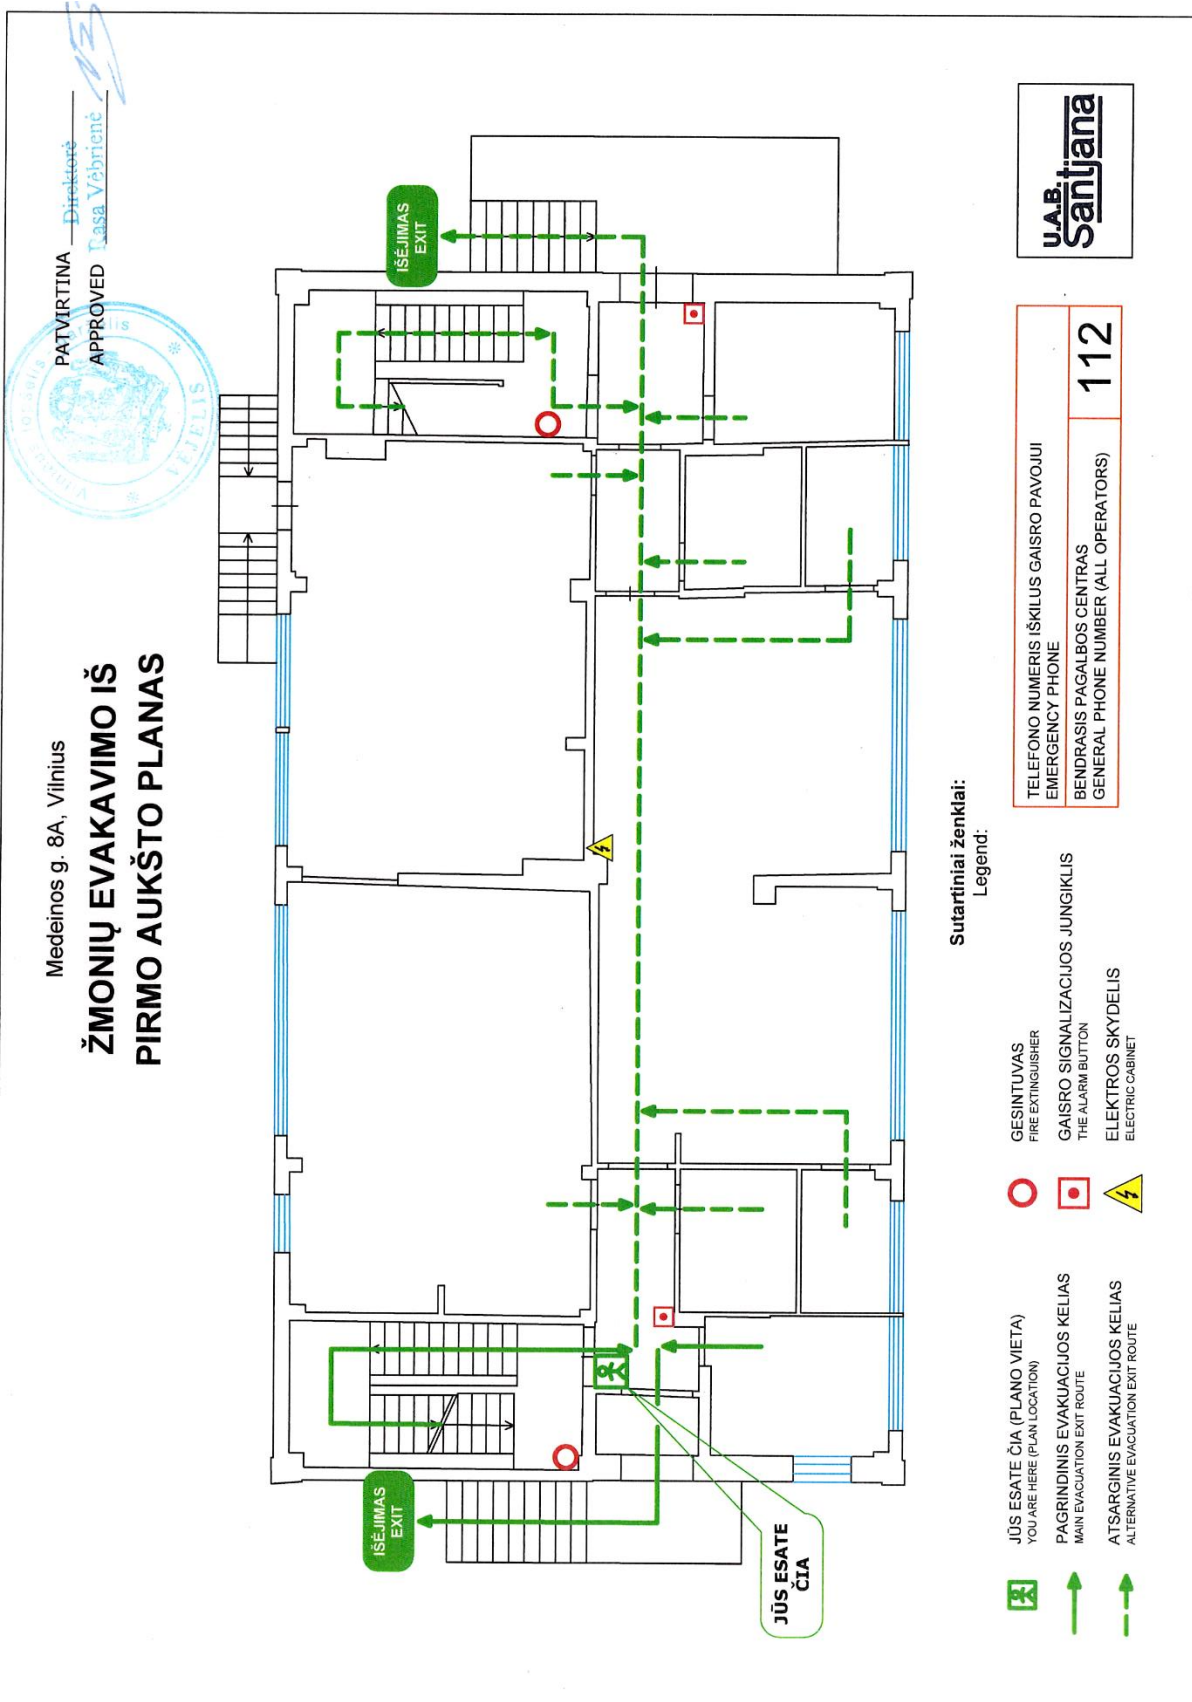 Medeinos g. 8A, Vilnius
ŽMONIŲ EVAKAVIMO IŠ
PIRMO AUKŠTO PLANAS
PATVIRTINA Direktorė
APPROVED Rasa Vėbrienė
VĖJELIS
IŠĖJIMAS
EXIT
IŠĖJIMAS
EXIT
JŪS ESATE
ČIA
Sutartiniai ženklai:
Legend:
JŪS ESATE ČIA (PLANO VIETA)
YOU ARE HERE (PLAN LOCATION)
PAGRINDINIS EVAKUACIJOS KELIAS
MAIN EVACUATION EXIT ROUTE
ATSARGINIS EVAKUACIJOS KELIAS
ALTERNATIVE EVACUATION EXIT ROUTE
GESINTUVAS
FIRE EXTINGUISHER
GAISRO SIGNALIZACIJOS JUNGIKLIS
THE ALARM BUTTON
ELEKTROS SKYDELIS
ELECTRIC CABINET
TELEFONO NUMERIS IŠKILUS GAISRO PAVOJUI
EMERGENCY PHONE
BENDRASIS PAGALBOS CENTRAS
GENERAL PHONE NUMBER (ALL OPERATORS)
112
U.A.B.
Santjana